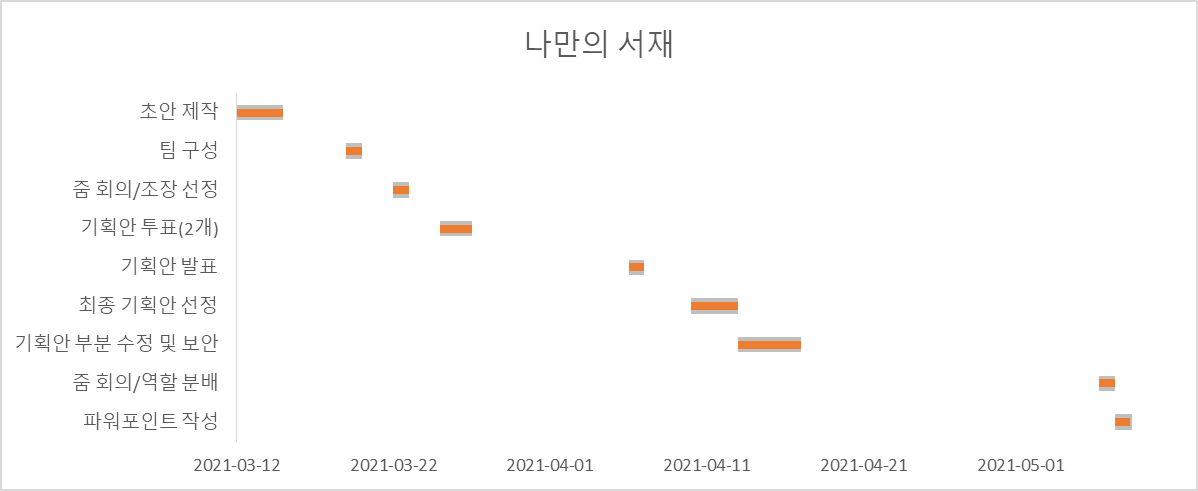 나만의 서재
초안 제작
팀 구성
줌 회의/조장 선정
기획안 투표(2개)
기획안 발표
최종 기획안 선정
기획안 부분 수정 및 보안
줌 회의/역할 분배
파워포인트 작성
2021-03-12 2021-03-22 2021-04-01 2021-04-11 2021-04-21 2021-05-01